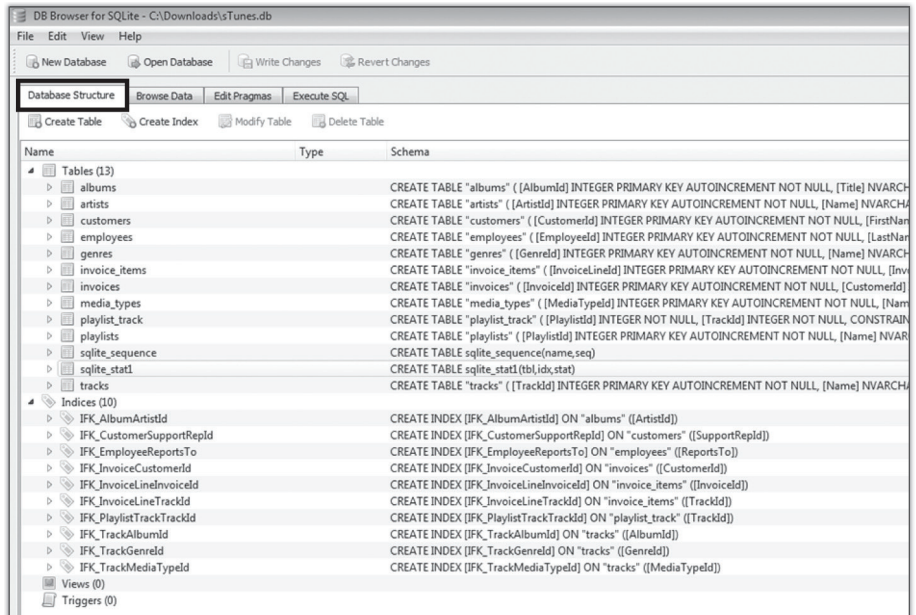 DB Browser for SQLite - C:\Downloads\sTunes.db
File Edit View Help
New Database Open Database Write Changes Revert Changes
Database Structure Browse Data Edit Pragmas Execute SQL
Create Table Create Index Modify Table Delete Table
Name Type Schema
Tables (13)
albums CREATE TABLE "albums" ( [AlbumId] INTEGER PRIMARY KEY AUTOINCREMENT NOT NULL, [Title] NVARCH
artists CREATE TABLE "artists" ( [ArtistId] INTEGER PRIMARY KEY AUTOINCREMENT NOT NULL, [Name] NVARCHA
customers CREATE TABLE "customers" ( [CustomerId] INTEGER PRIMARY KEY AUTOINCREMENT NOT NULL, [FirstNam
employees CREATE TABLE "employees" ( [EmployeeId] INTEGER PRIMARY KEY AUTOINCREMENT NOT NULL, [LastNam
genres CREATE TABLE "genres" ( [GenreId] INTEGER PRIMARY KEY AUTOINCREMENT NOT NULL, [Name] NVARCH
invoice_items CREATE TABLE "invoice_items" ( [InvoiceLineId] INTEGER PRIMARY KEY AUTOINCREMENT NOT NULL, [Invo
invoices CREATE TABLE "invoices" ( [InvoiceId] INTEGER PRIMARY KEY AUTOINCREMENT NOT NULL, [CustomerId]
media_types CREATE TABLE "media_types" ( [MediaTypeId] INTEGER PRIMARY KEY AUTOINCREMENT NOT NULL, [Nam
playlist_track CREATE TABLE "playlist_track" ( [PlaylistId] INTEGER NOT NULL, [TrackId] INTEGER NOT NULL, CONSTRAIN
playlists CREATE TABLE "playlists" ( [PlaylistId] INTEGER PRIMARY KEY AUTOINCREMENT NOT NULL, [Name] NVAR
sqlite_sequence CREATE TABLE sqlite_sequence(name,seq)
sqlite_stat1 CREATE TABLE sqlite_stat1(tbl,idx,stat)
tracks CREATE TABLE "tracks" ( [TrackId] INTEGER PRIMARY KEY AUTOINCREMENT NOT NULL, [Name] NVARCHA
Indices (10)
IFK_AlbumArtistId CREATE INDEX [IFK_AlbumArtistId] ON "albums" ([ArtistId])
IFK_CustomerSupportRepId CREATE INDEX [IFK_CustomerSupportRepId] ON "customers" ([SupportRepId])
IFK_EmployeeReportsTo CREATE INDEX [IFK_EmployeeReportsTo] ON "employees" ([ReportsTo])
IFK_InvoiceCustomerId CREATE INDEX [IFK_InvoiceCustomerId] ON "invoices" ([CustomerId])
IFK_InvoiceLineInvoiceId CREATE INDEX [IFK_InvoiceLineInvoiceId] ON "invoice_items" ([InvoiceId])
IFK_InvoiceLineTrackId CREATE INDEX [IFK_InvoiceLineTrackId] ON "invoice_items" ([TrackId])
IFK_PlaylistTrackTrackId CREATE INDEX [IFK_PlaylistTrackTrackId] ON "playlist_track" ([TrackId])
IFK_TrackAlbumId CREATE INDEX [IFK_TrackAlbumId] ON "tracks" ([AlbumId])
IFK_TrackGenreId CREATE INDEX [IFK_TrackGenreId] ON "tracks" ([GenreId])
IFK_TrackMediaTypeId CREATE INDEX [IFK_TrackMediaTypeId] ON "tracks" ([MediaTypeId])
Views (0)
Triggers (0)